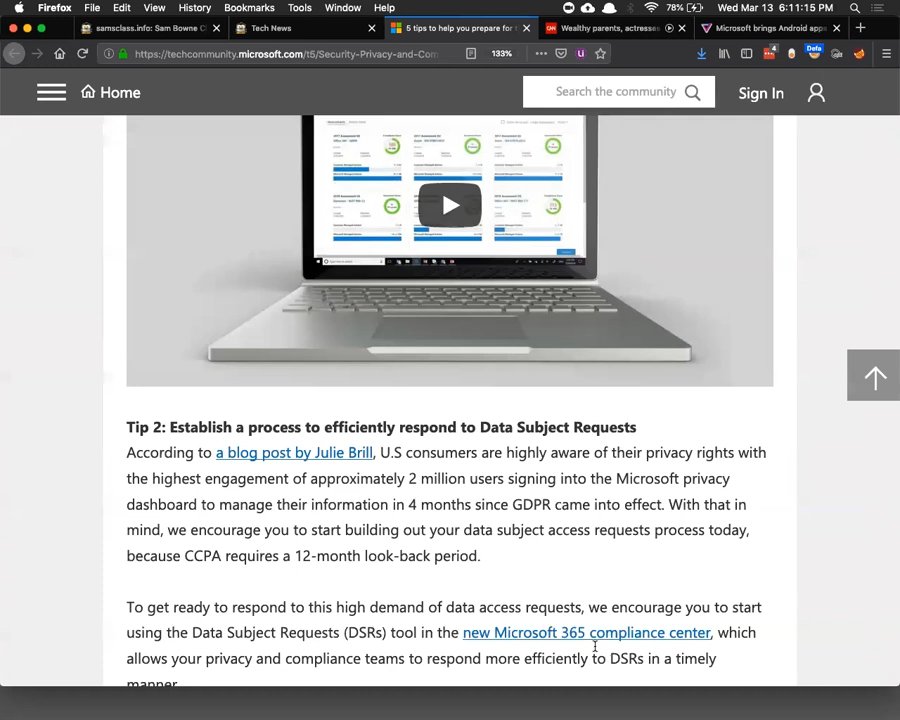 Firefox File Edit View History Bookmarks Tools Window Help 78% Wed Mar 13 6:11:15 PM
samsclass.info: Sam Bowne C Tech News 5 tips to help you prepare for t Wealthy parents, actresses Microsoft brings Android apps
https://techcommunity.microsoft.com/t5/Security-Privacy-and-Com 133% 4 Defa
Home Search the community Sign In
Tip 2: Establish a process to efficiently respond to Data Subject Requests
According to a blog post by Julie Brill, U.S consumers are highly aware of their privacy rights with
the highest engagement of approximately 2 million users signing into the Microsoft privacy
dashboard to manage their information in 4 months since GDPR came into effect. With that in
mind, we encourage you to start building out your data subject access requests process today,
because CCPA requires a 12-month look-back period.
To get ready to respond to this high demand of data access requests, we encourage you to start
using the Data Subject Requests (DSRs) tool in the new Microsoft 365 compliance center, which
allows your privacy and compliance teams to respond more efficiently to DSRs in a timely
manner.